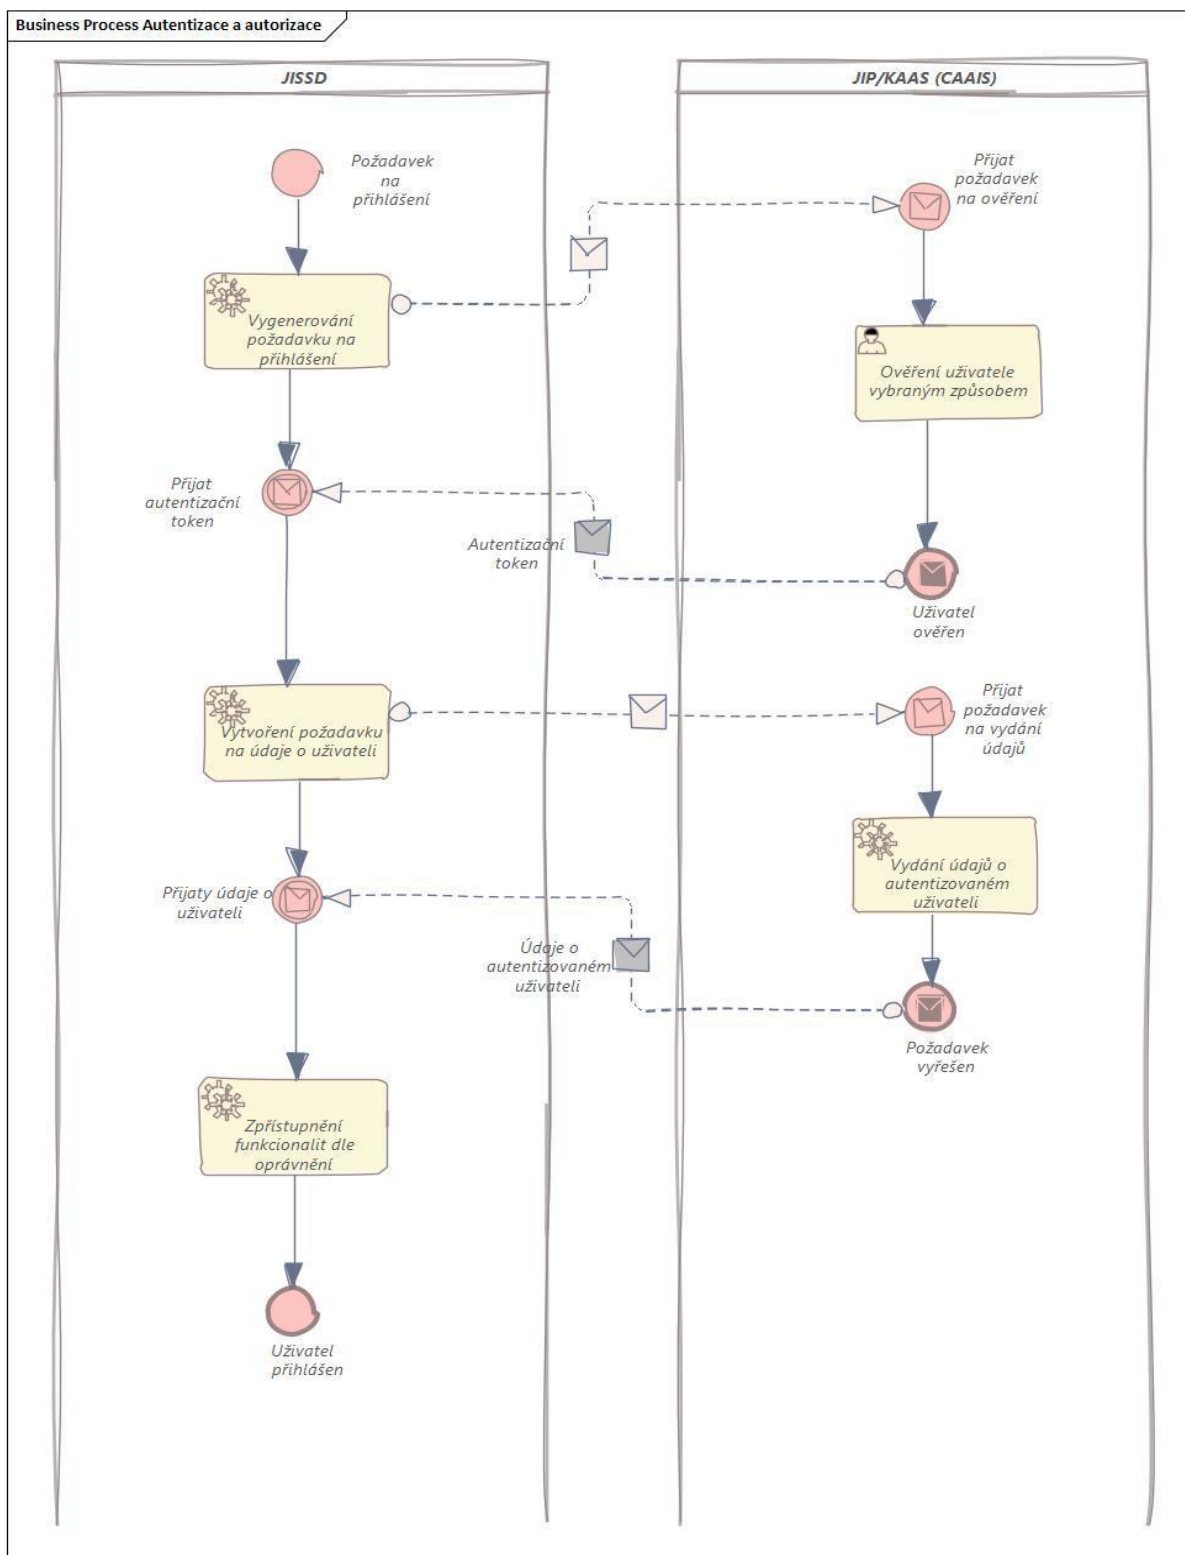 Business Process Autentizace a autorizace
JISSD
JIP/KAAS (CAAIS)
Požadavek
na
přihlášení
Přijat
požadavek
na ověření
Vygenerování
požadavku na
přihlášení
Ověření uživatele
vybraným způsobem
Přijat
autentizační
token
Autentizační
token
Uživatel
ověřen
Vytvoření požadavku
na údaje o uživateli
Přijat
požadavek
na vydání
údajů
Vydání údajů o
autentizovaném
uživateli
Přijaty údaje o
uživateli
Údaje o
autentizovaném
uživateli
Požadavek
vyřešen
Zpřístupnění
funkcionalit dle
oprávnění
Uživatel
přihlášen